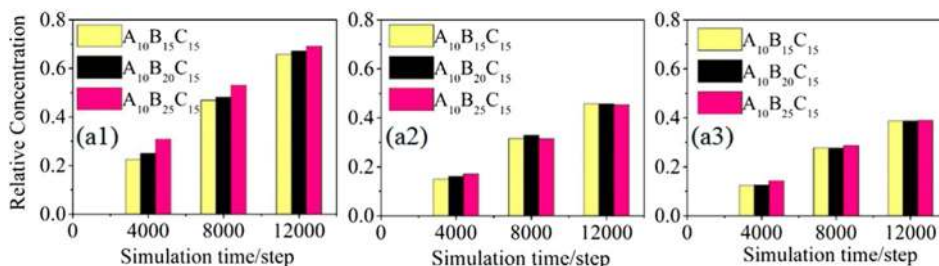 Relative Concentration
0.8
0.6
0.4
0.2
0.0
A₁₀B₁₅C₁₅
A₁₀B₂₀C₁₅
A₁₀B₂₅C₁₅
(a1)
0 4000 8000 12000
Simulation time/step
0.8
0.6
0.4
0.2
0.0
A₁₀B₁₅C₁₅
A₁₀B₂₀C₁₅
A₁₀B₂₅C₁₅
(a2)
0 4000 8000 12000
Simulation time/step
0.8
0.6
0.4
0.2
0.0
A₁₀B₁₅C₁₅
A₁₀B₂₀C₁₅
A₁₀B₂₅C₁₅
(a3)
0 4000 8000 12000
Simulation time/step